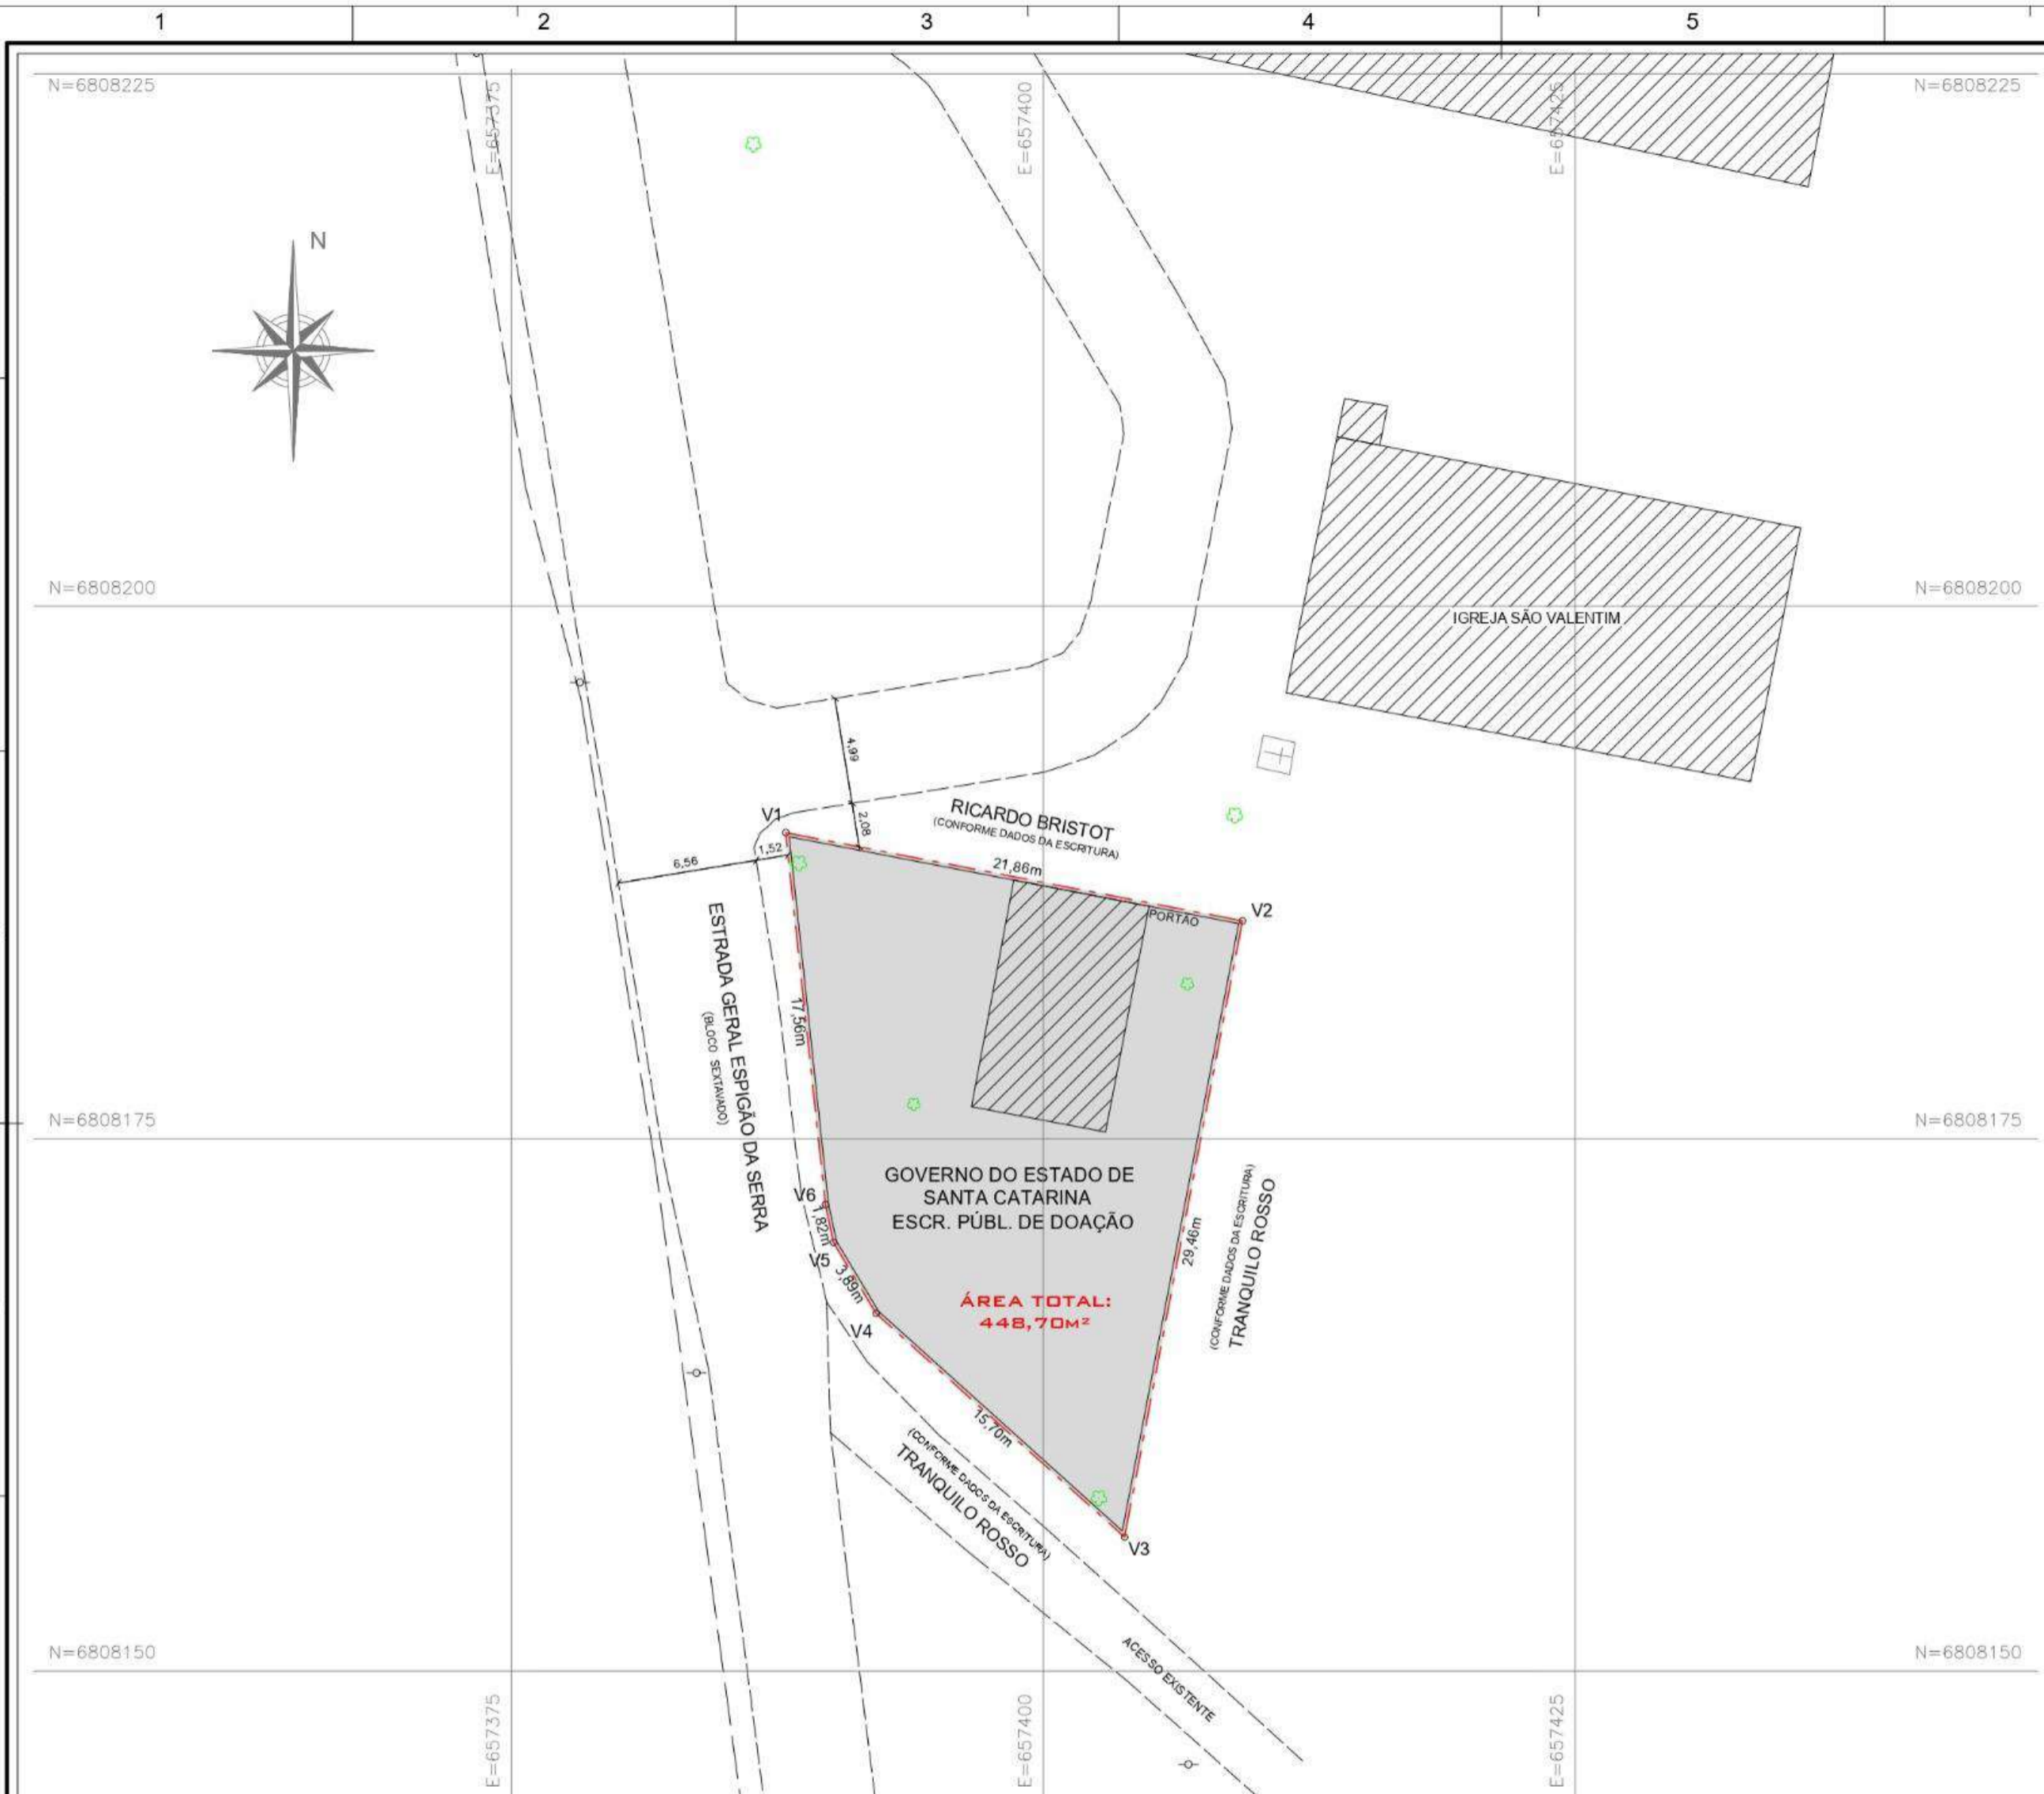 1
2
3
4
5
N=6808225
E=657375
E=657400
E=657425
N=6808225
N
N=6808200
N=6808200
IGREJA SÃO VALENTIM
4,99
V1
2,08
RICARDO BRISTOT
(CONFORME DADOS DA ESCRITURA)
1,52
6,56
21,86m
V2
PORTÃO
ESTRADA GERAL ESPIGÃO DA SERRA
(BLOCO SEXTAVADO)
17,56m
N=6808175
N=6808175
GOVERNO DO ESTADO DE
SANTA CATARINA
ESCR. PÚBL. DE DOAÇÃO
V6
1,82m
V5
3,89m
V4
29,46m
(CONFORME DADOS DA ESCRITURA)
TRANQUILO ROSSO
ÁREA TOTAL:
448,70M²
15,70m
(CONFORME DADOS DA ESCRITURA)
TRANQUILO ROSSO
V3
ACESSO EXISTENTE
N=6808150
N=6808150
E=657375
E=657400
E=657425